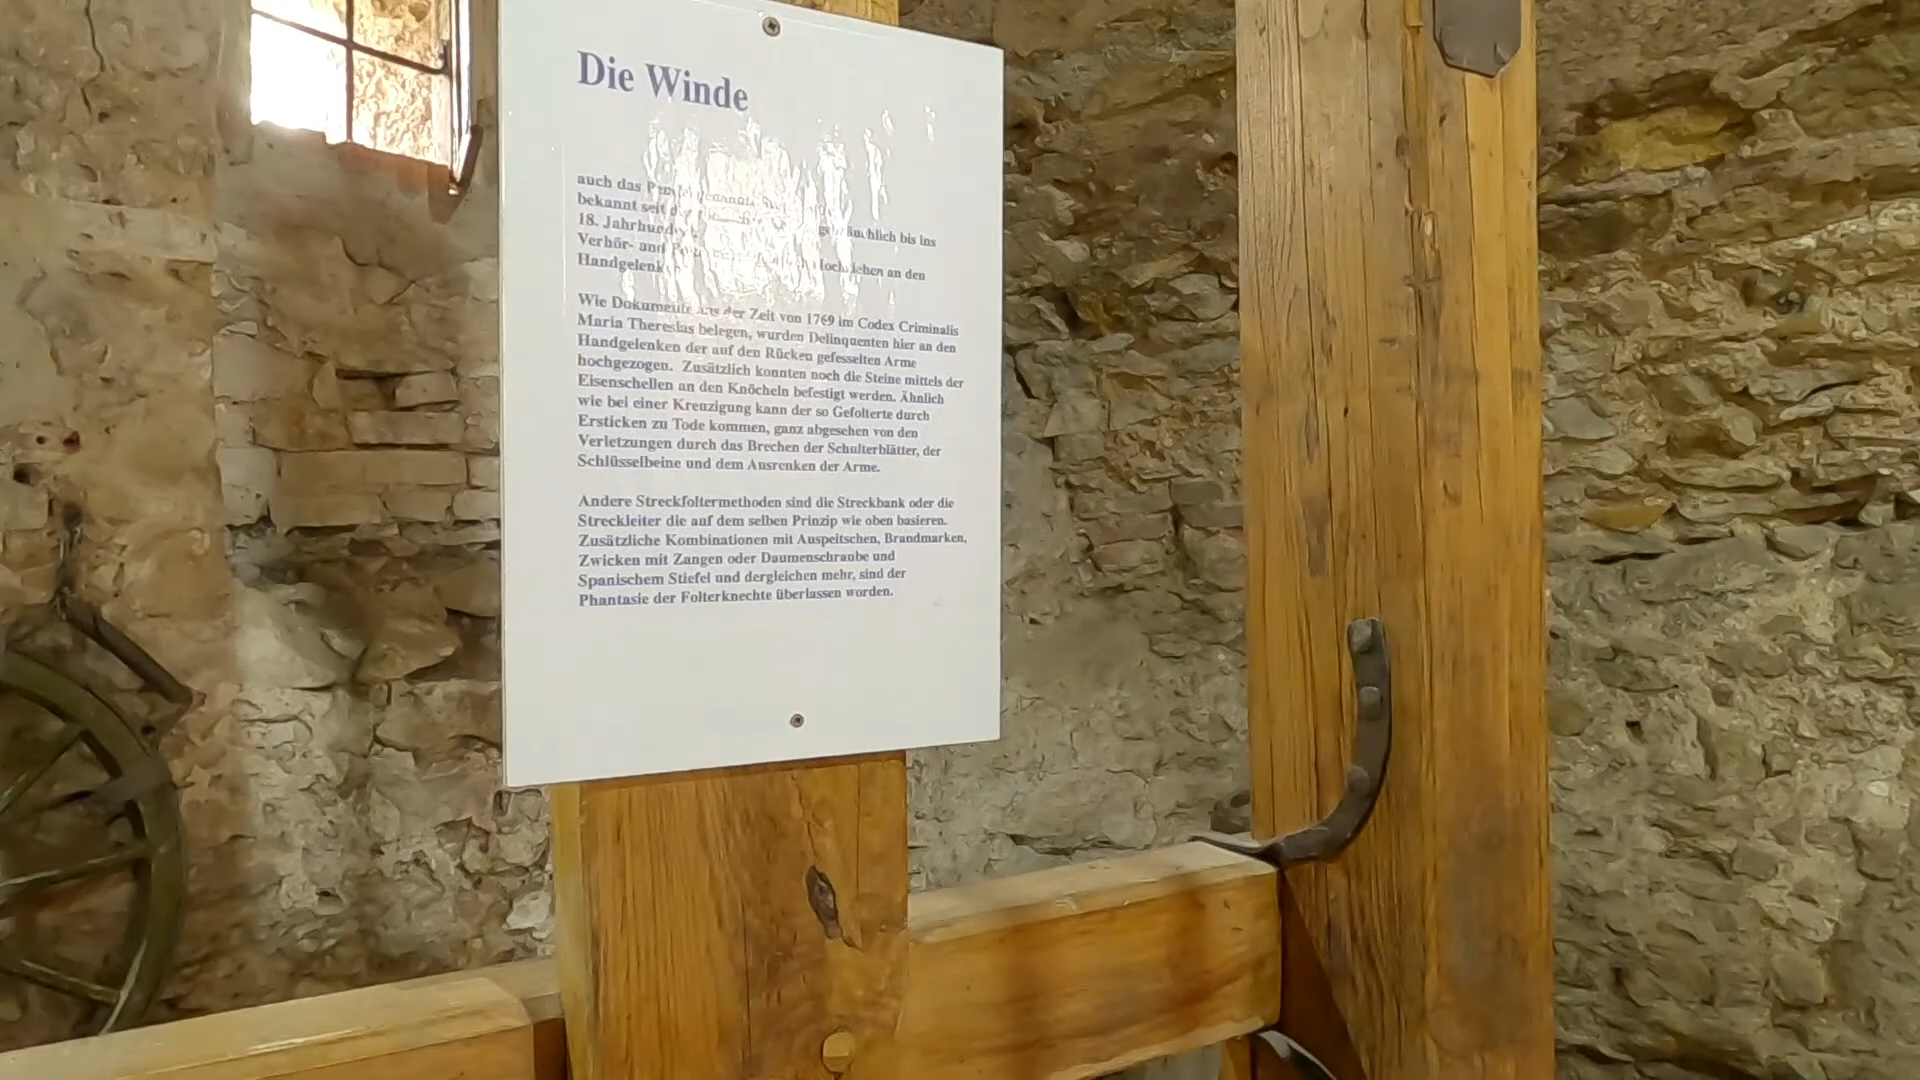 Die Winde
auch das
bekannt seit bis ins
18.
Verhör- und an den
Wie Dokumente aus der Zeit von 1769 im Codex Criminalis
Maria Theresias belegen, wurden Delinquenten hier an den
Handgelenken der auf den Rücken gefesselten Arme
hochgezogen. Zusätzlich konnten noch die Steine mittels der
Eisenschellen an den Knöcheln befestigt werden. Ähnlich
wie bei einer Kreuzigung kann der so Gefolterte durch
Ersticken zu Tode kommen, ganz abgesehen von den
Verletzungen durch das Brechen der Schulterblätter, der
Schlüsselbeine und dem Ausrenken der Arme.
Andere Streckfoltermethoden sind die Streckbank oder die
Streckleiter die auf dem selben Prinzip wie oben basieren.
Zusätzliche Kombinationen mit Auspeitschen, Brandmarken,
Zwicken mit Zangen oder Daumenschraube und
Spanischem Stiefel und dergleichen mehr, sind der
Phantasie der Folterknechte überlassen worden.